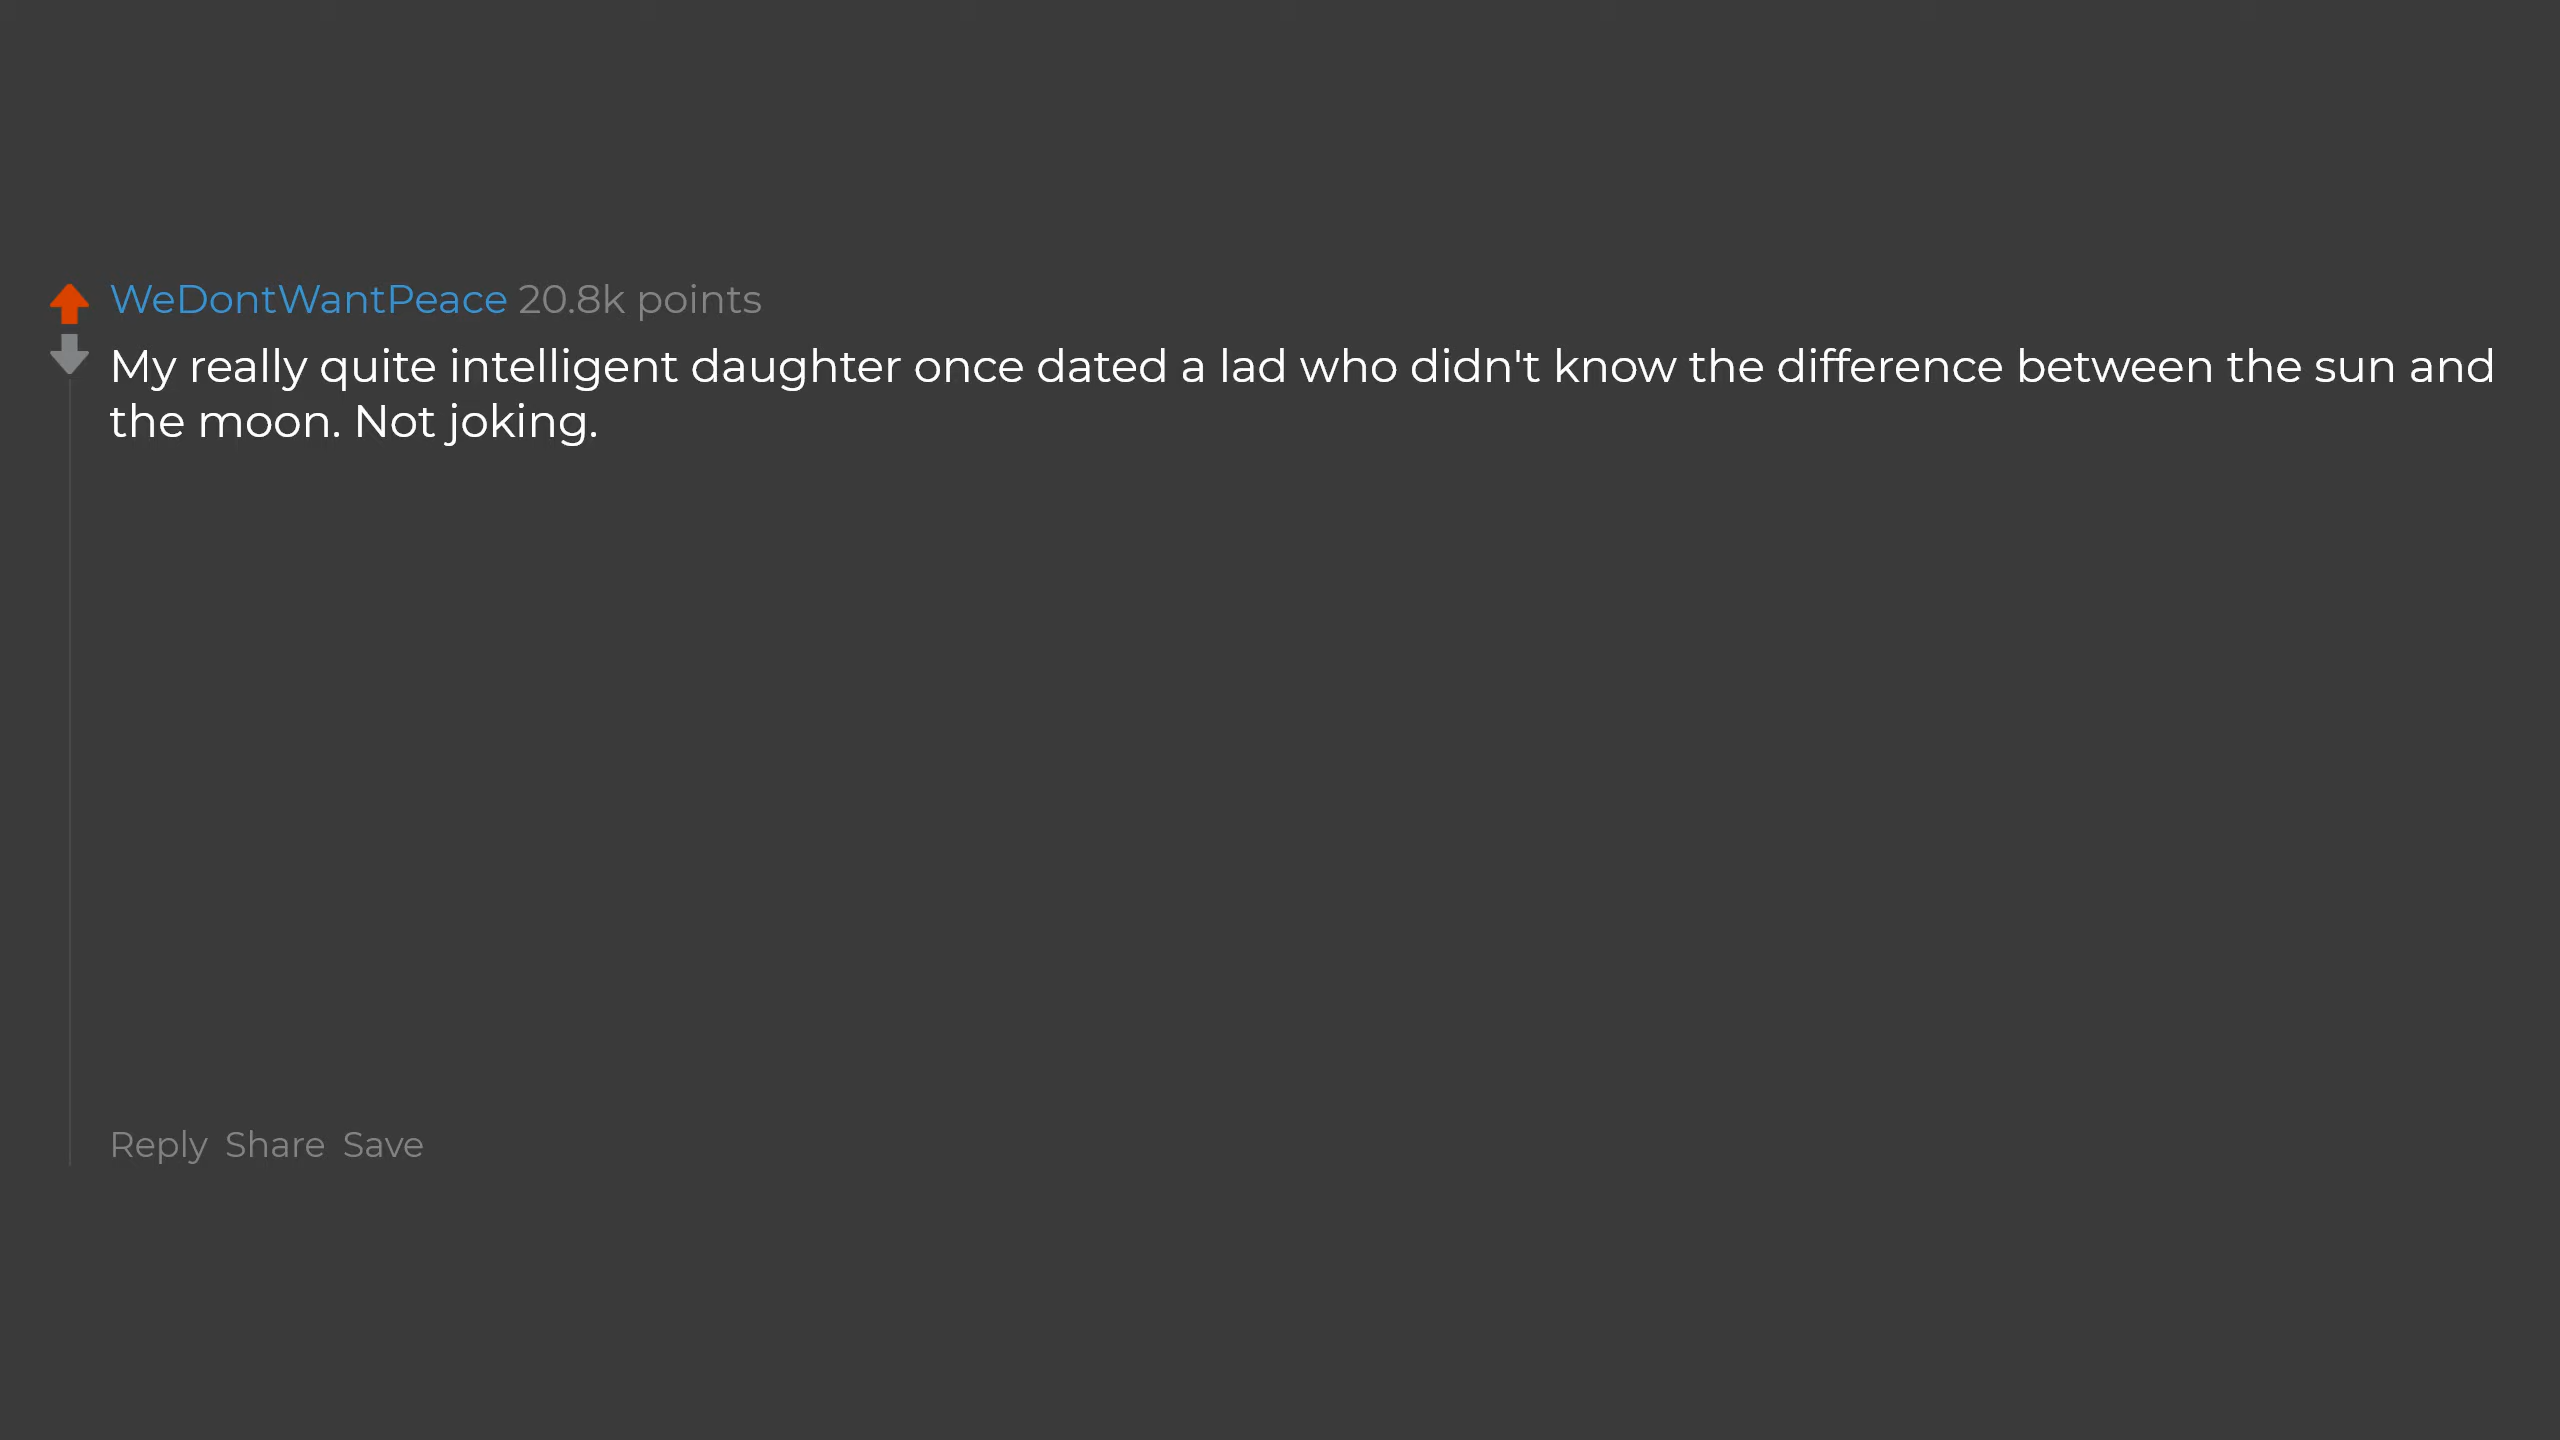 WeDontWantPeace 20.8k points
My really quite intelligent daughter once dated a lad who didn't know the difference between the sun and
the moon. Not joking.
Reply Share Save